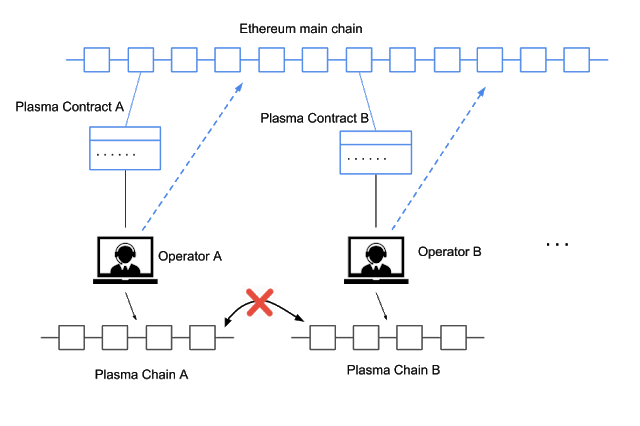 Ethereum main chain
Plasma Contract A
Plasma Contract B
......
......
Operator A
Operator B
...
Plasma Chain A
Plasma Chain B